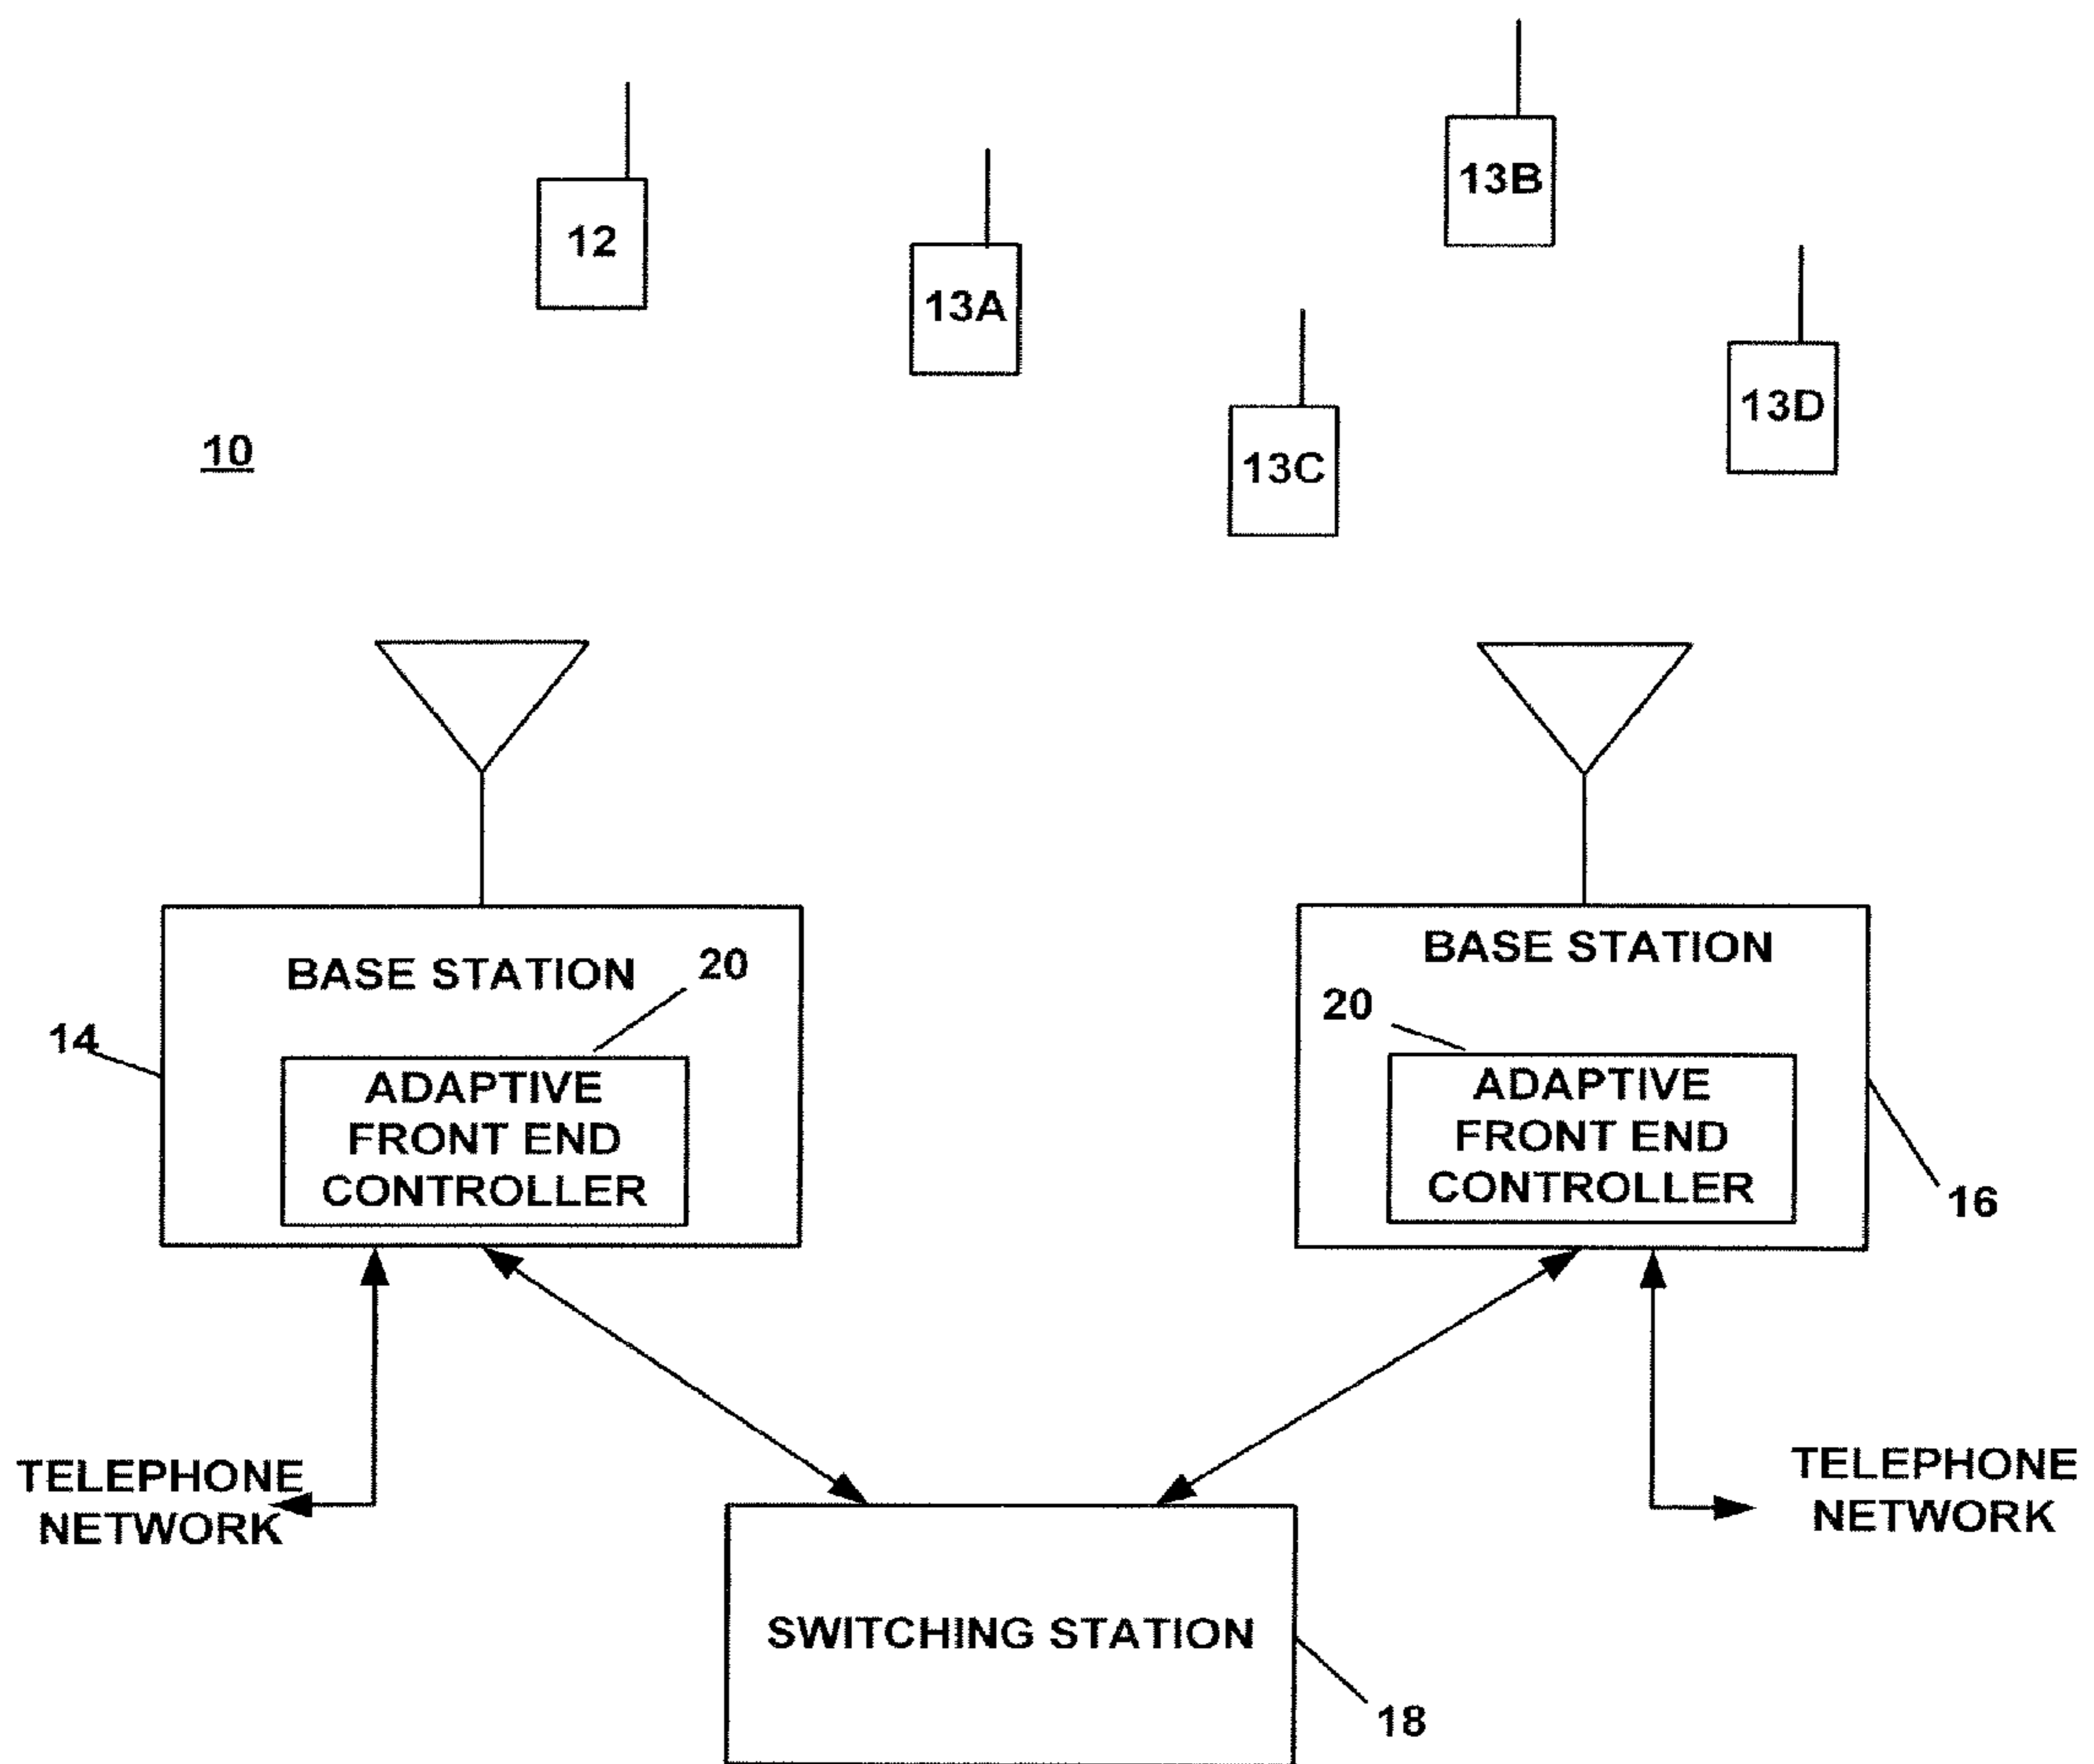 13B
12
13A
13D
10
13C
BASE STATION
20
14
ADAPTIVE
FRONT END
CONTROLLER
BASE STATION
20
ADAPTIVE
FRONT END
CONTROLLER
16
TELEPHONE
NETWORK
TELEPHONE
NETWORK
SWITCHING STATION
18